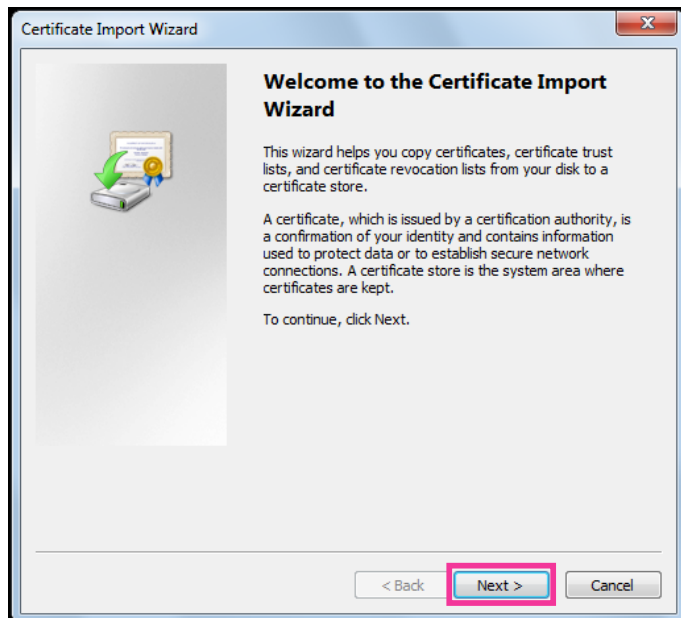 Certificate Import Wizard
Welcome to the Certificate Import
Wizard
This wizard helps you copy certificates, certificate trust
lists, and certificate revocation lists from your disk to a
certificate store.
A certificate, which is issued by a certification authority, is
a confirmation of your identity and contains information
used to protect data or to establish secure network
connections. A certificate store is the system area where
certificates are kept.
To continue, click Next.
< Back Next > Cancel